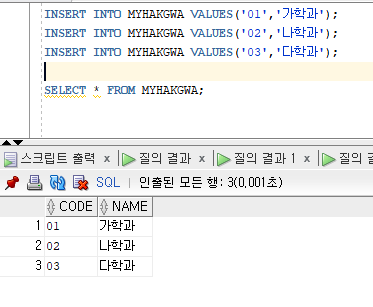 INSERT INTO MYHAKGWA VALUES('01','가학과');
INSERT INTO MYHAKGWA VALUES('02','나학과');
INSERT INTO MYHAKGWA VALUES('03','다학과');
SELECT * FROM MYHAKGWA;
스크립트 출력 x 질의 결과 x 질의 결과 1 x 질의 결
SQL | 인출된 모든 행: 3(0,001초)
CODE NAME
1 01 가학과
2 02 나학과
3 03 다학과